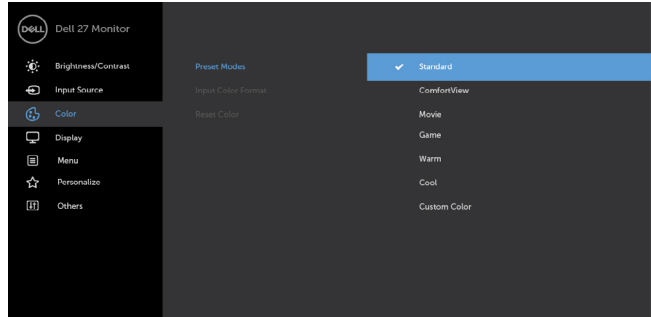 DELL
Dell 27 Monitor
Brightness/Contrast
Input Source
Color
Display
Menu
Personalize
Others
Preset Modes
Input Color Format
Reset Color
Standard
ComfortView
Movie
Game
Warm
Cool
Custom Color